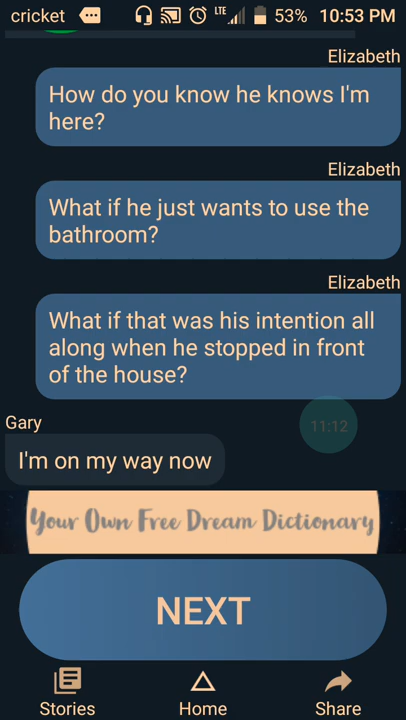 cricket 53% 10:53 PM
LTE
Elizabeth
How do you know he knows I'm
here?
Elizabeth
What if he just wants to use the
bathroom?
Elizabeth
What if that was his intention all
along when he stopped in front
of the house?
Gary
11:12
I'm on my way now
Your Own Free Dream Dictionary
NEXT
Stories Home Share